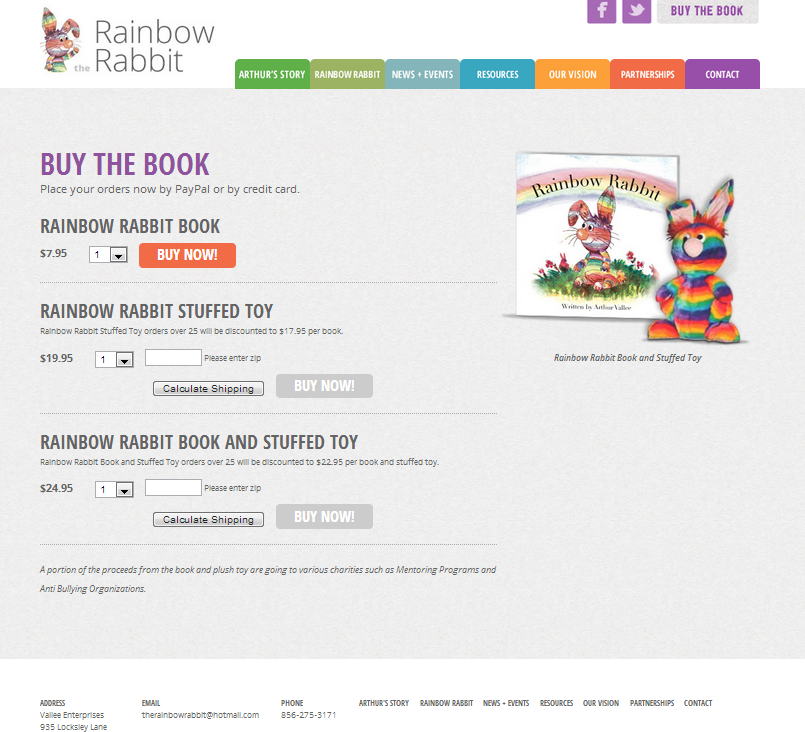 the Rainbow Rabbit
BUY THE BOOK
ARTHUR'S STORY RAINBOW RABBIT NEWS + EVENTS RESOURCES OUR VISION PARTNERSHIPS CONTACT
BUY THE BOOK
Place your orders now by PayPal or by credit card.
RAINBOW RABBIT BOOK
$7.95 1 BUY NOW!
RAINBOW RABBIT STUFFED TOY
Rainbow Rabbit Stuffed Toy orders over 25 will be discounted to $17.95 per book.
$19.95 1 Please enter zip
Calculate Shipping BUY NOW!
RAINBOW RABBIT BOOK AND STUFFED TOY
Rainbow Rabbit Book and Stuffed Toy orders over 25 will be discounted to $22.95 per book and stuffed toy.
$24.95 1 Please enter zip
Calculate Shipping BUY NOW!
A portion of the proceeds from the book and plush toy are going to various charities such as Mentoring Programs and
Anti Bullying Organizations.
Rainbow Rabbit
Written by Arthur Vallee
Rainbow Rabbit Book and Stuffed Toy
ADDRESS
Vallee Enterprises
935 Locksley Lane
EMAIL
therainbowrabbit@hotmail.com
PHONE
856-275-3171
ARTHUR'S STORY RAINBOW RABBIT NEWS + EVENTS RESOURCES OUR VISION PARTNERSHIPS CONTACT